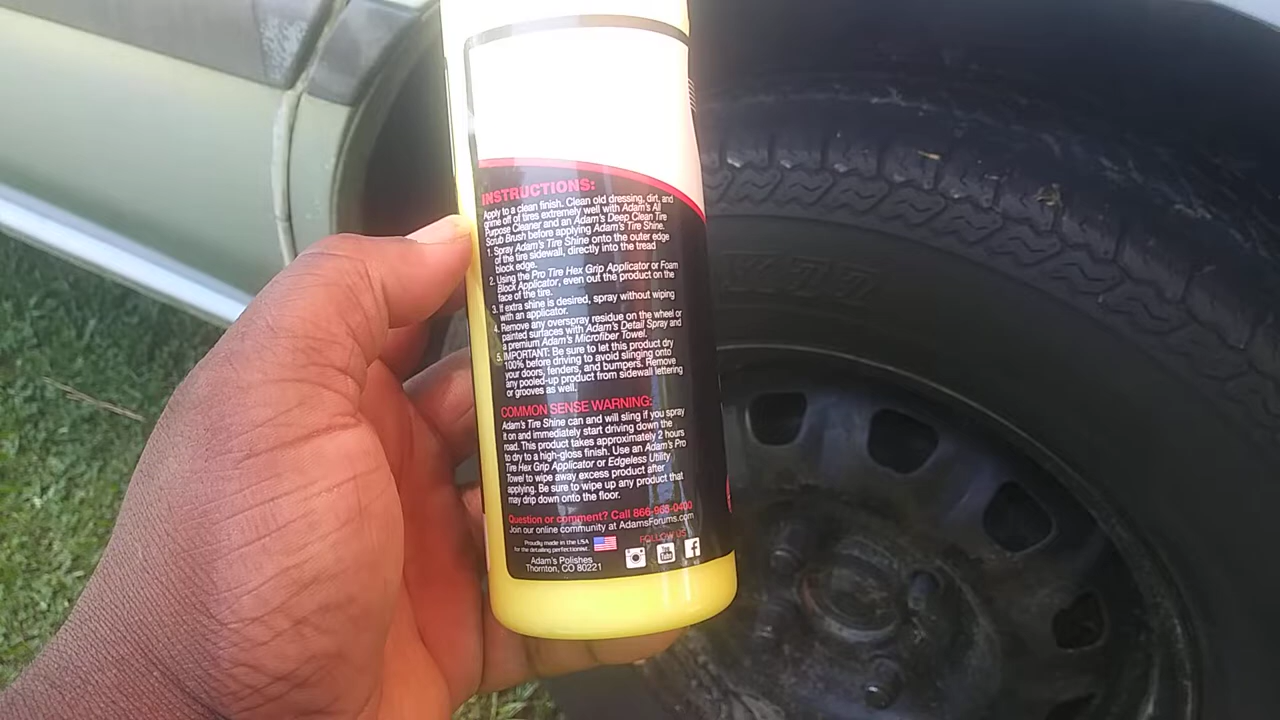 INSTRUCTIONS:
Apply to a clean finish. Clean old dressing, dirt, and
grime off of tires extremely well with Adam's All
Purpose Cleaner and an Adam's Deep Clean Tire
Scrub Brush before applying Adam's Tire Shine.
1. Spray Adam's Tire Shine onto the outer edge
of the tire sidewall, directly into the tread
block edge.
2. Using the Pro Tire Hex Grip Applicator or Foam
Block Applicator, even out the product on the
face of the tire.
3. If extra shine is desired, spray without wiping
with an applicator.
4. Remove any overspray residue on the wheel or
painted surfaces with Adam's Detail Spray and
a premium Adam's Microfiber Towel.
5. IMPORTANT: Be sure to let this product dry
100% before driving to avoid slinging onto
your doors, fenders, and bumpers. Remove
any pooled-up product from sidewall lettering
or grooves as well.
COMMON SENSE WARNING:
Adam's Tire Shine can and will sling if you spray
it on and immediately start driving down the
road. This product takes approximately 2 hours
to dry to a high-gloss finish. Use an Adam's Pro
Tire Hex Grip Applicator or Edgeless Utility
Towel to wipe away excess product after
applying. Be sure to wipe up any product that
may drip down onto the floor.
Question or comment? Call 866-965-0400
Join our online community at AdamsForums.com
Proudly made in the USA
for the detailing perfectionist.
FOLLOW US
You
Tube
f
Adam's Polishes
Thornton, CO 80221